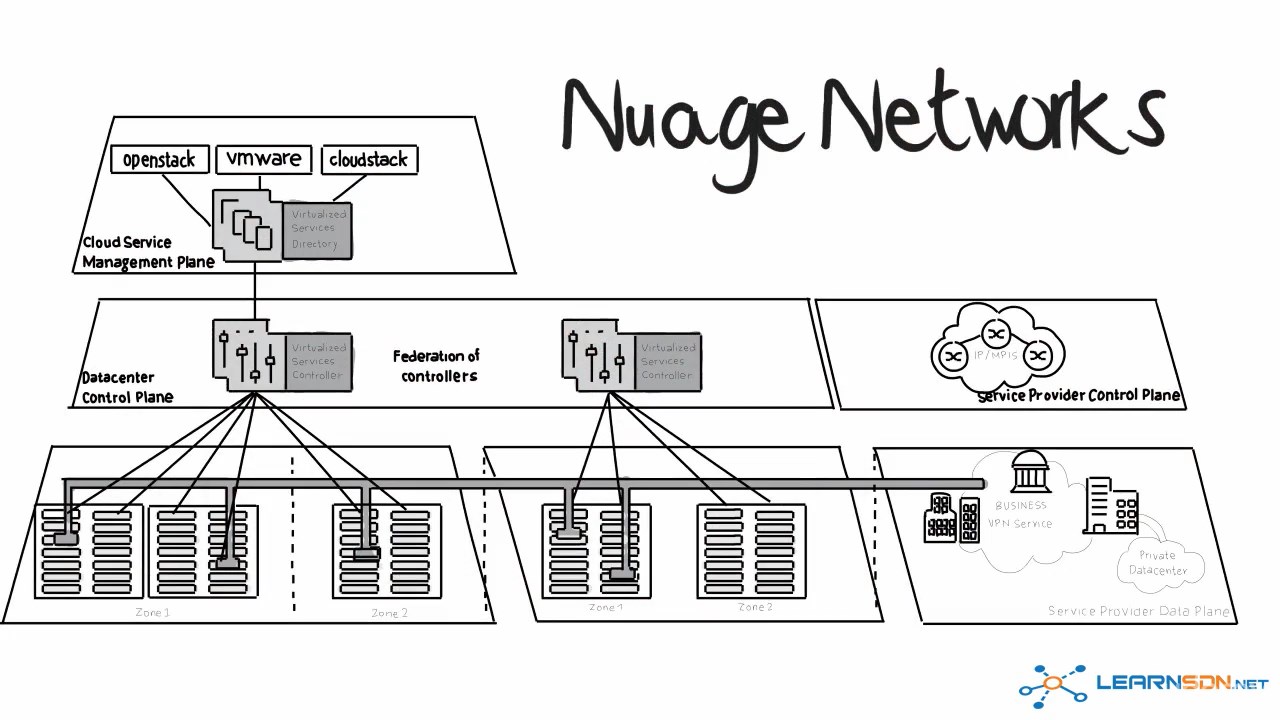 Nuage Networks
openstack
vmware
cloudstack
Virtualized
Services
Directory
Cloud Service
Management Plane
Virtualized
Services
Controller
Federation of
controllers
Virtualized
Services
Controller
Datacenter
Control Plane
IP/MPLS
Service Provider Control Plane
BUSINESS
VPN Service
Private
Datacenter
Zone 1
Zone 2
Zone 1
Zone 2
Service Provider Data Plane
LEARNSDN.NET